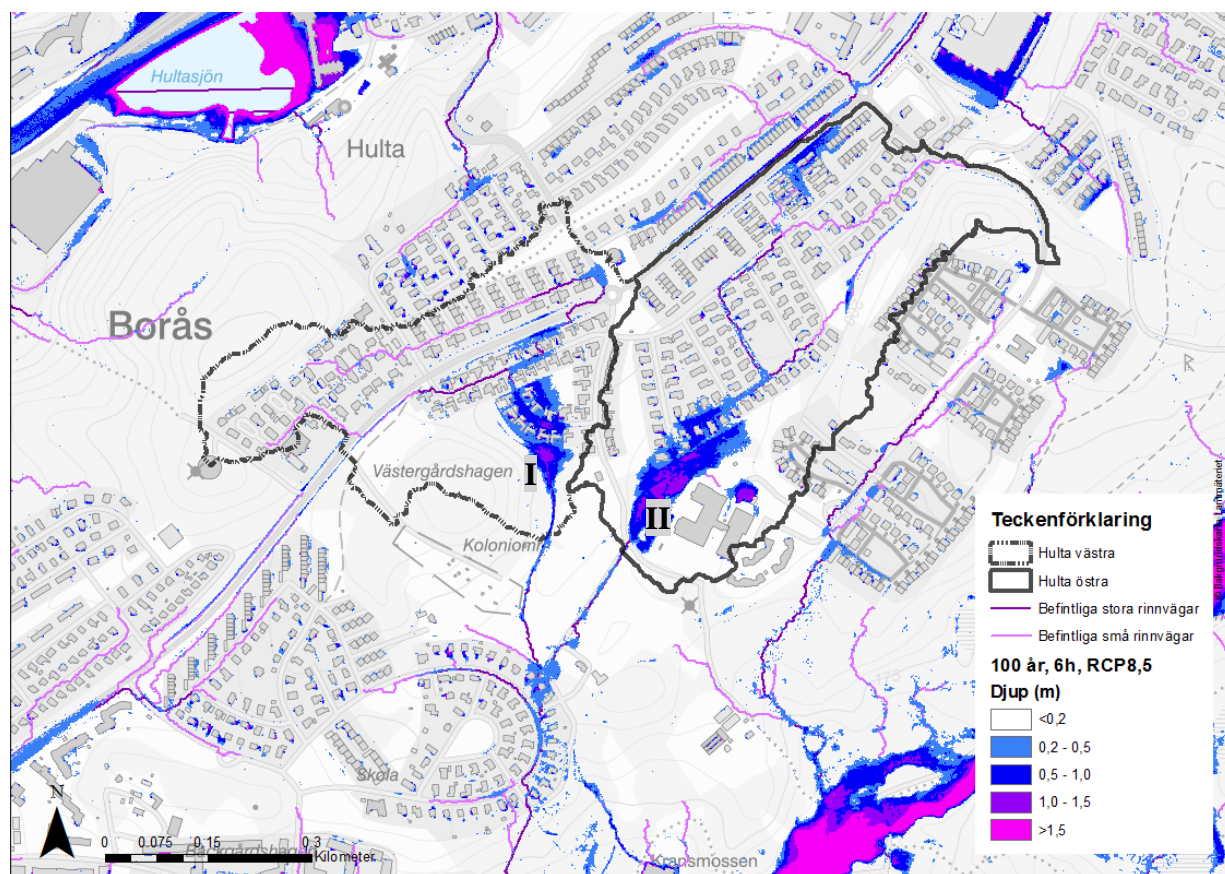 Hultasjön
Hulta
Borås
Västergårdshagen
I
II
Koloniomr
Skola
175
Kransmossen
N
0 0.075 0.15 0.3
Kilometer
Teckenförklaring
Hulta västra
Hulta östra
Befintliga stora rinnvägar
Befintliga små rinnvägar
100 år, 6h, RCP8,5
Djup (m)
<0,2
0,2 - 0,5
0,5 - 1,0
1,0 - 1,5
>1,5